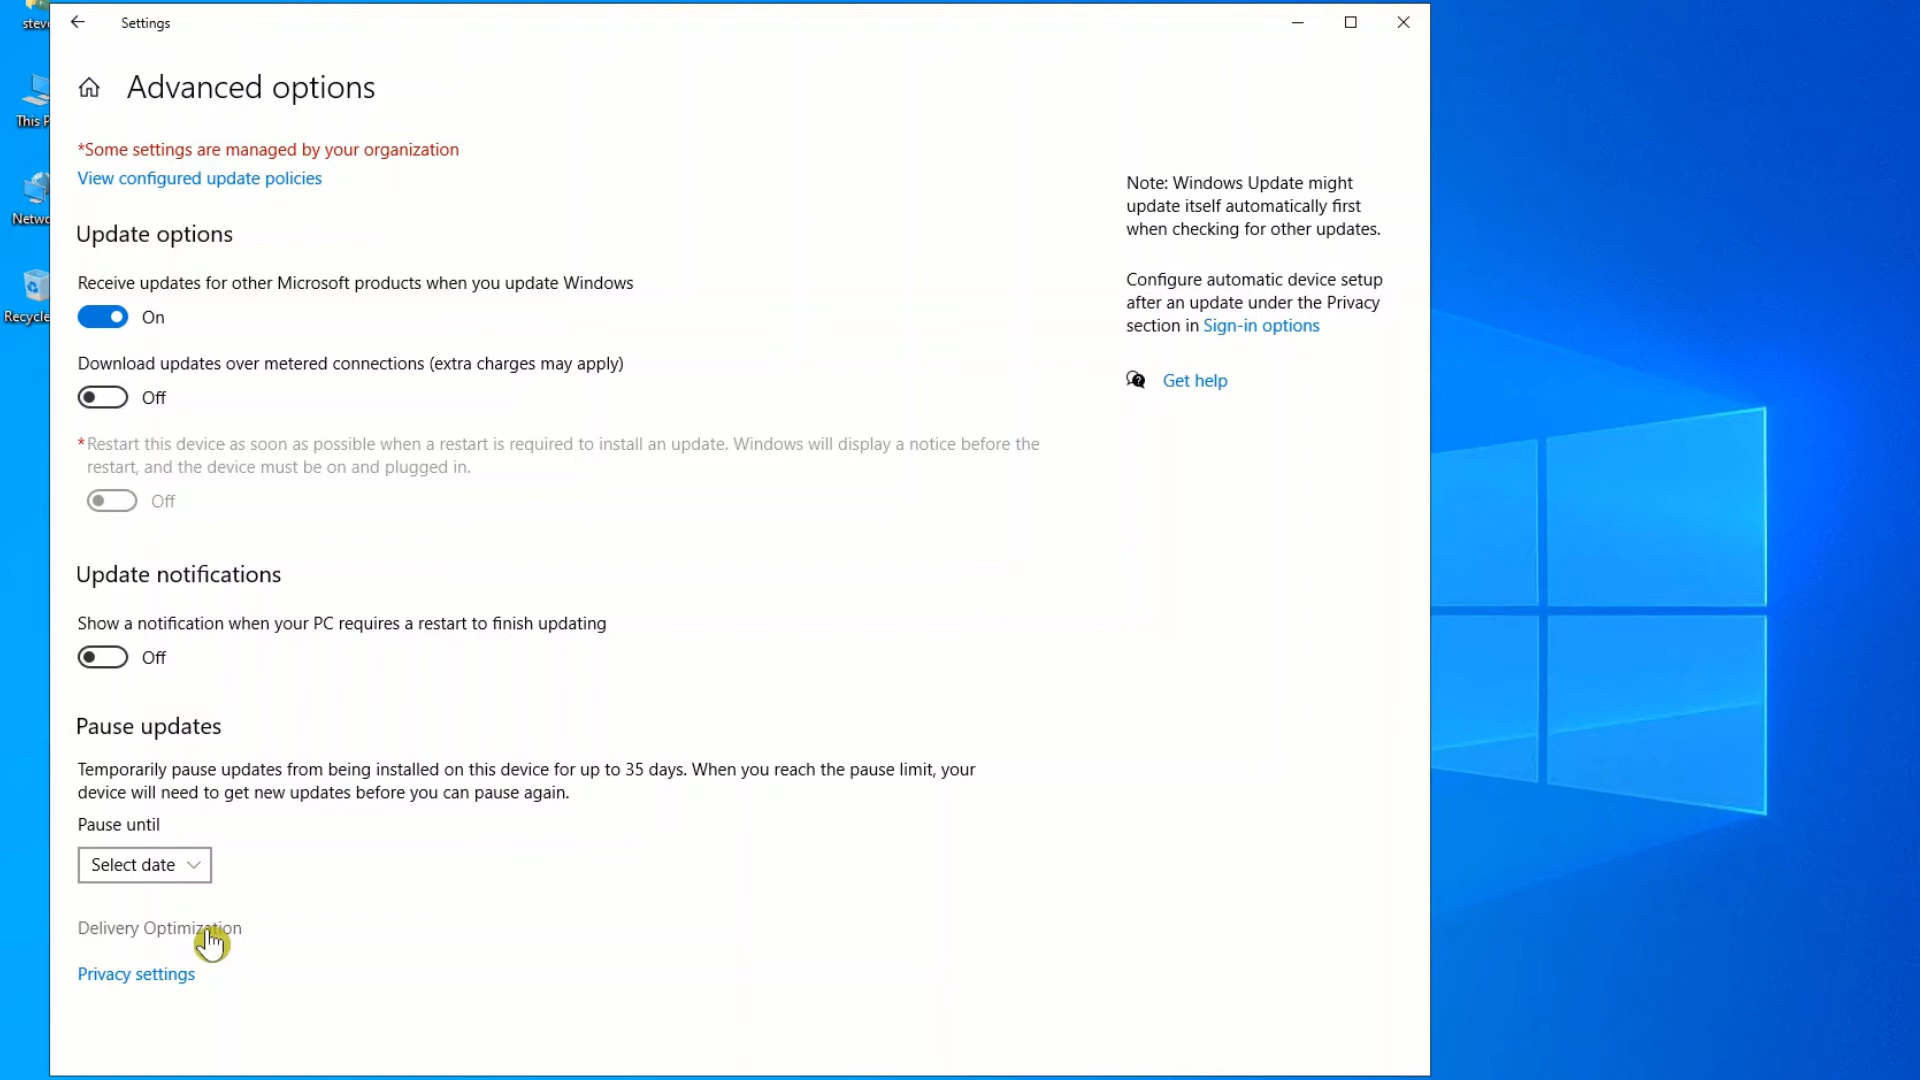 Settings
Advanced options
*Some settings are managed by your organization
View configured update policies
Update options
Receive updates for other Microsoft products when you update Windows
On
Download updates over metered connections (extra charges may apply)
Off
*Restart this device as soon as possible when a restart is required to install an update. Windows will display a notice before the
restart, and the device must be on and plugged in.
Off
Update notifications
Show a notification when your PC requires a restart to finish updating
Off
Pause updates
Temporarily pause updates from being installed on this device for up to 35 days. When you reach the pause limit, your
device will need to get new updates before you can pause again.
Pause until
Select date
Delivery Optimization
Privacy settings
Note: Windows Update might
update itself automatically first
when checking for other updates.
Configure automatic device setup
after an update under the Privacy
section in Sign-in options
Get help
steve
This P
Netwo
Recycle